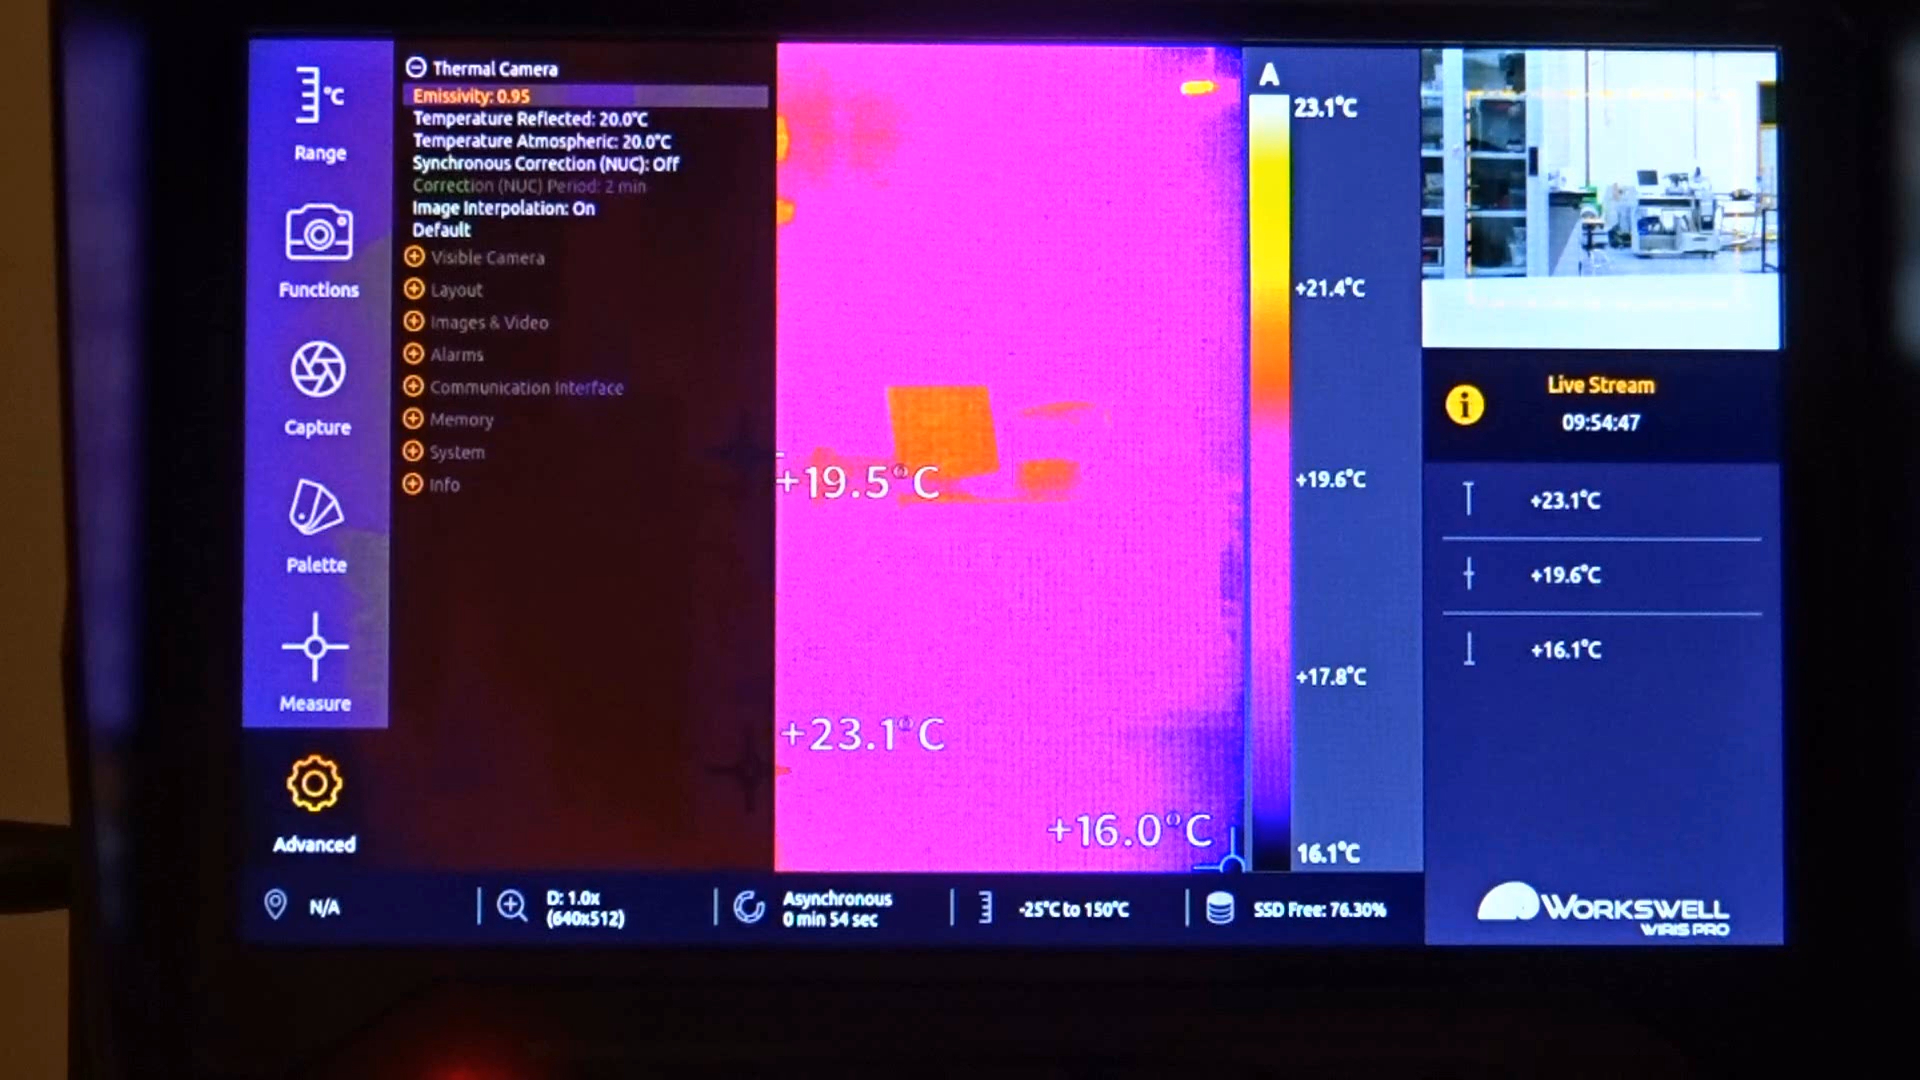 °C
Range
Functions
Capture
Palette
Measure
Advanced
Thermal Camera
Emissivity: 0.95
Temperature Reflected: 20.0°C
Temperature Atmospheric: 20.0°C
Synchronous Correction (NUC): Off
Correction (NUC) Period: 2 min
Image Interpolation: On
Default
Visible Camera
Layout
Images & Video
Alarms
Communication Interface
Memory
System
Info
+19.5°C
+23.1°C
+16.0°C
A
23.1°C
+21.4°C
+19.6°C
+17.8°C
16.1°C
Live Stream
09:54:47
+23.1°C
+19.6°C
+16.1°C
WORKSWELL
WIRIS PRO
N/A
D: 1.0x
(640x512)
Asynchronous
0 min 54 sec
-25°C to 150°C
SSD Free: 76.30%